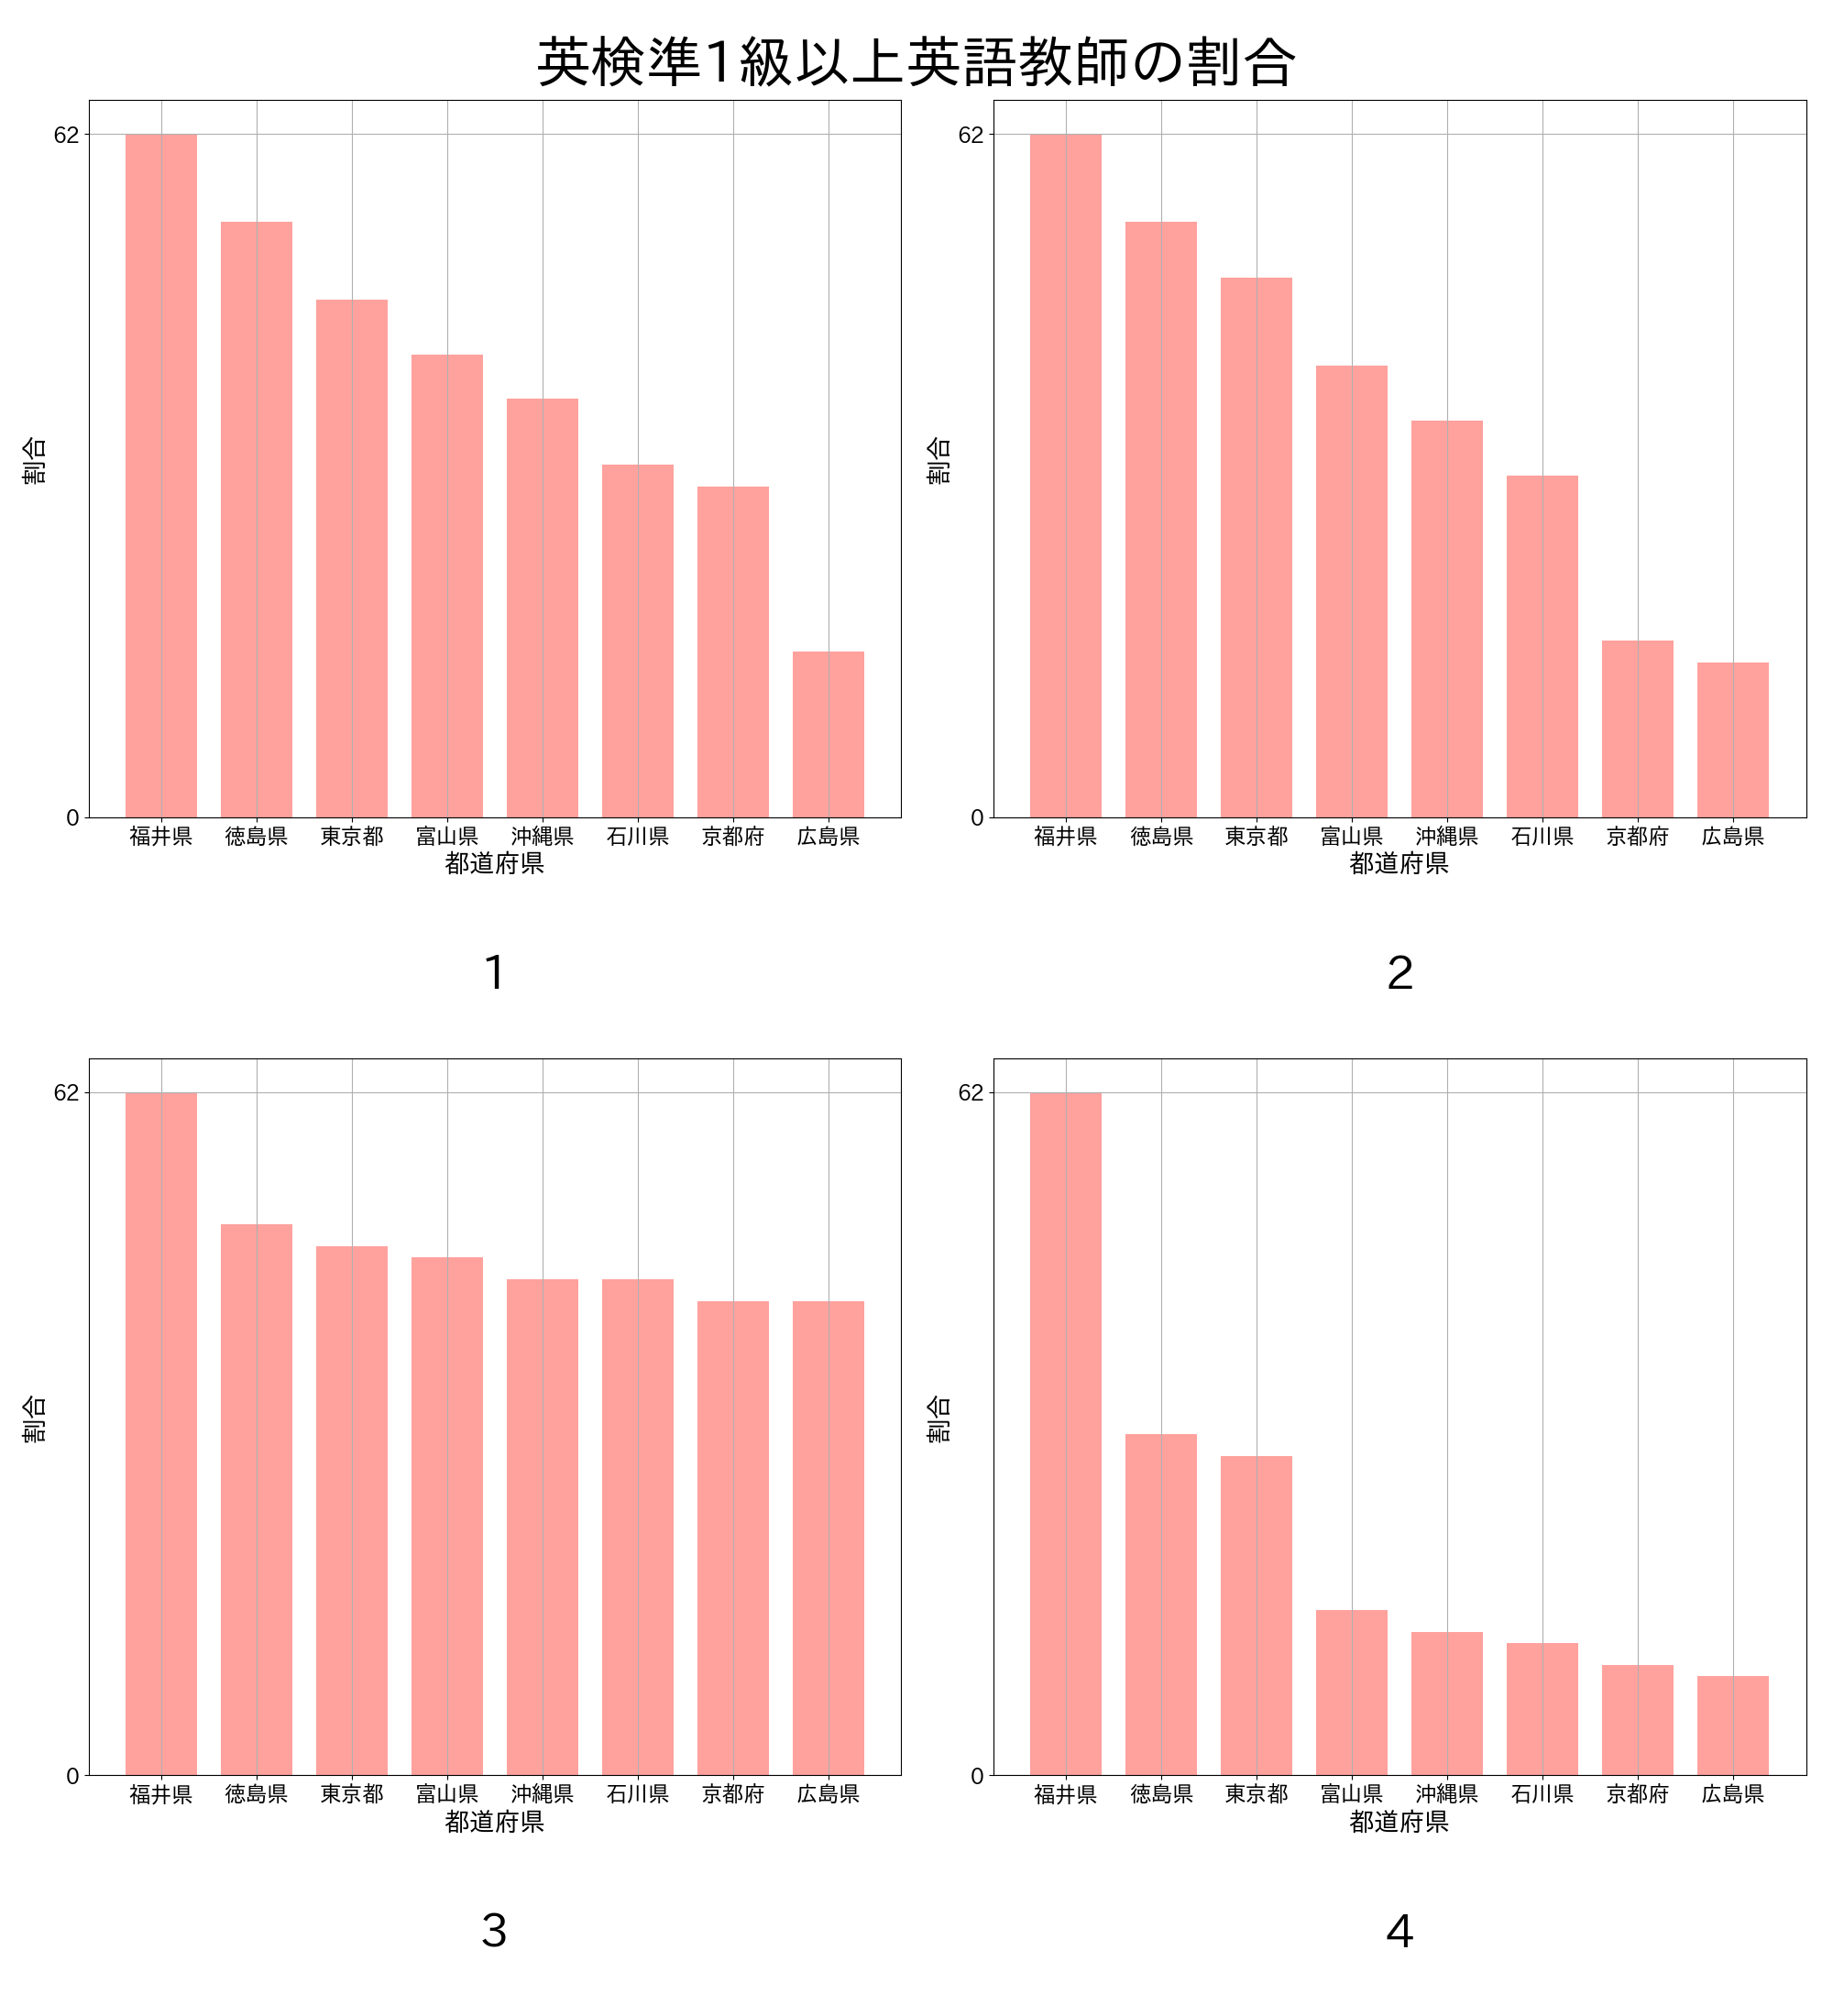 英検準1級以上英語教師の割合
62
0
割合
福井県 徳島県 東京都 富山県 沖縄県 石川県 京都府 広島県
都道府県
1
62
0
割合
福井県 徳島県 東京都 富山県 沖縄県 石川県 京都府 広島県
都道府県
2
62
0
割合
福井県 徳島県 東京都 富山県 沖縄県 石川県 京都府 広島県
都道府県
3
62
0
割合
福井県 徳島県 東京都 富山県 沖縄県 石川県 京都府 広島県
都道府県
4